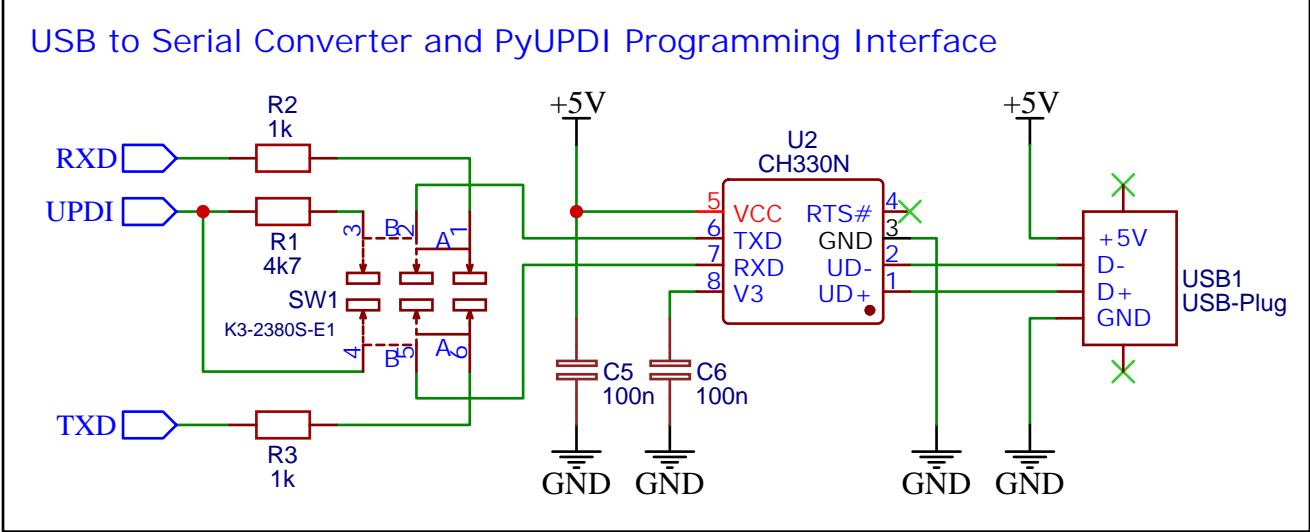 USB to Serial Converter and PyUPDI Programming Interface
R2
1k
RXD
UPDI
R1
4k7
3
B
2
A
1
SW1
K3-2380S-E1
4
B
5
A
6
TXD
R3
1k
+5V
C5
100n
GND
C6
100n
GND
U2
CH330N
5
VCC
6
TXD
7
RXD
8
V3
RTS#
4
GND
3
UD-
2
UD+
1
GND
+5V
+5V
D-
D+
GND
USB1
USB-Plug
GND